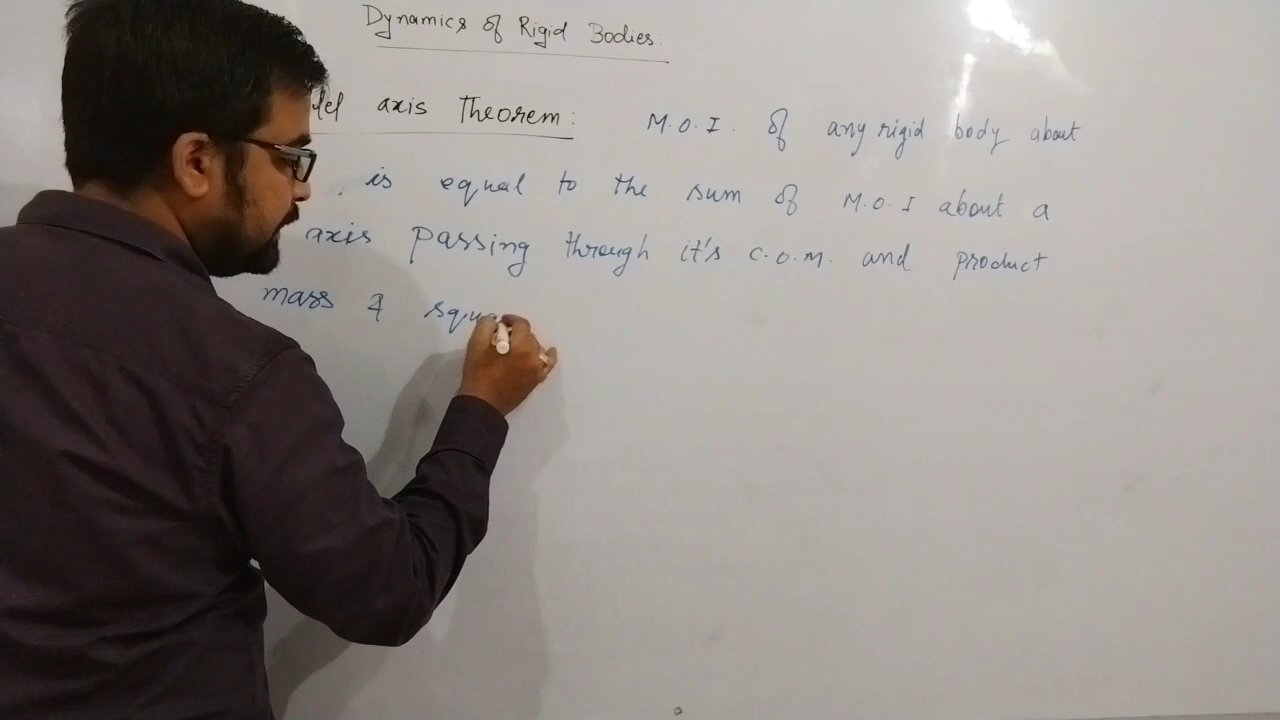 Dynamics of Rigid Bodies:
llel axis Theorem: M.O.I. of any rigid body about
is equal to the sum of M.O.I about a
axis passing through it's C.O.M. and product
mass & squa